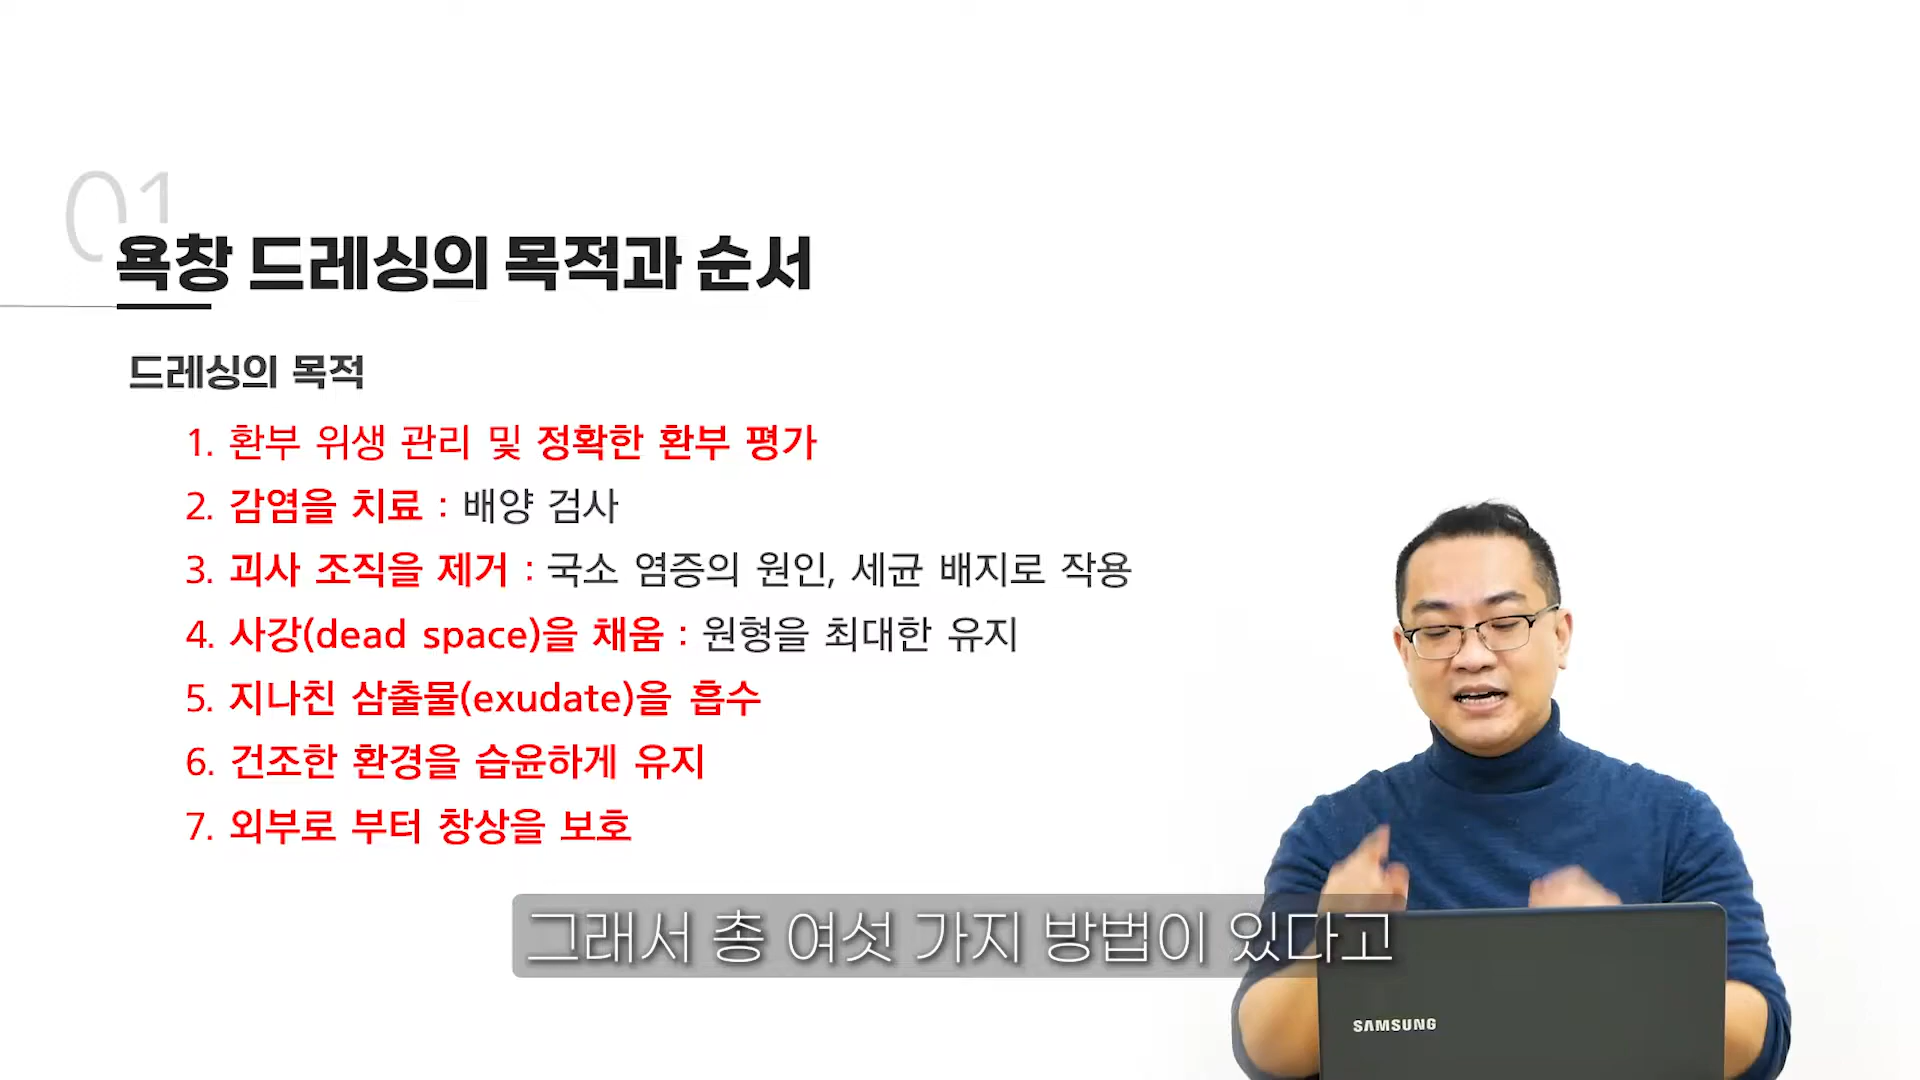 01
욕창 드레싱의 목적과 순서
드레싱의 목적
1. 환부 위생 관리 및 정확한 환부 평가
2. 감염을 치료 : 배양 검사
3. 괴사 조직을 제거 : 국소 염증의 원인, 세균 배지로 작용
4. 사강(dead space)을 채움 : 원형을 최대한 유지
5. 지나친 삼출물(exudate)을 흡수
6. 건조한 환경을 습윤하게 유지
7. 외부로 부터 창상을 보호
그래서 총 여섯 가지 방법이 있다고
SAMSUNG